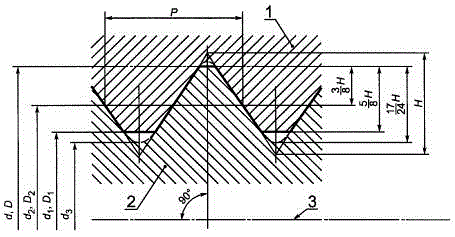 P
1
3/8 H
5/8 H
17/24 H
H
d, D
d2, D2
d1, D1
d3
2
90°
3